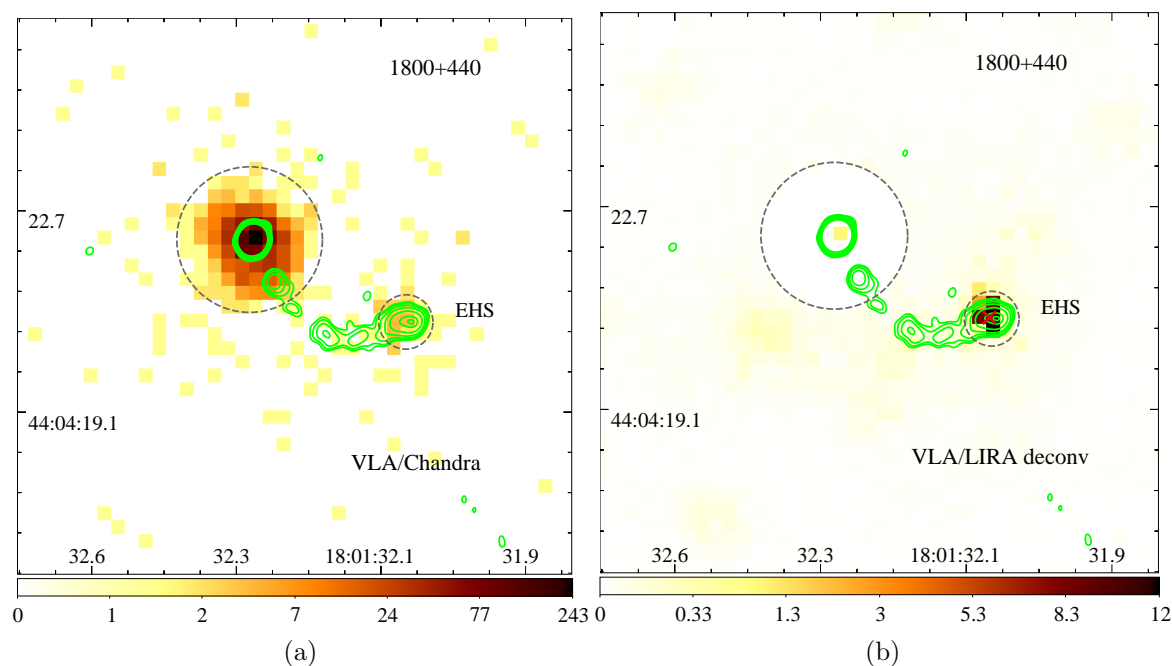 1800+440
22.7
EHS
44:04:19.1
VLA/Chandra
32.6 32.3 18:01:32.1 31.9
0 1 2 7 24 77 243
(a)
1800+440
22.7
EHS
44:04:19.1
VLA/LIRA deconv
32.6 32.3 18:01:32.1 31.9
0 0.33 1.3 3 5.3 8.3 12
(b)